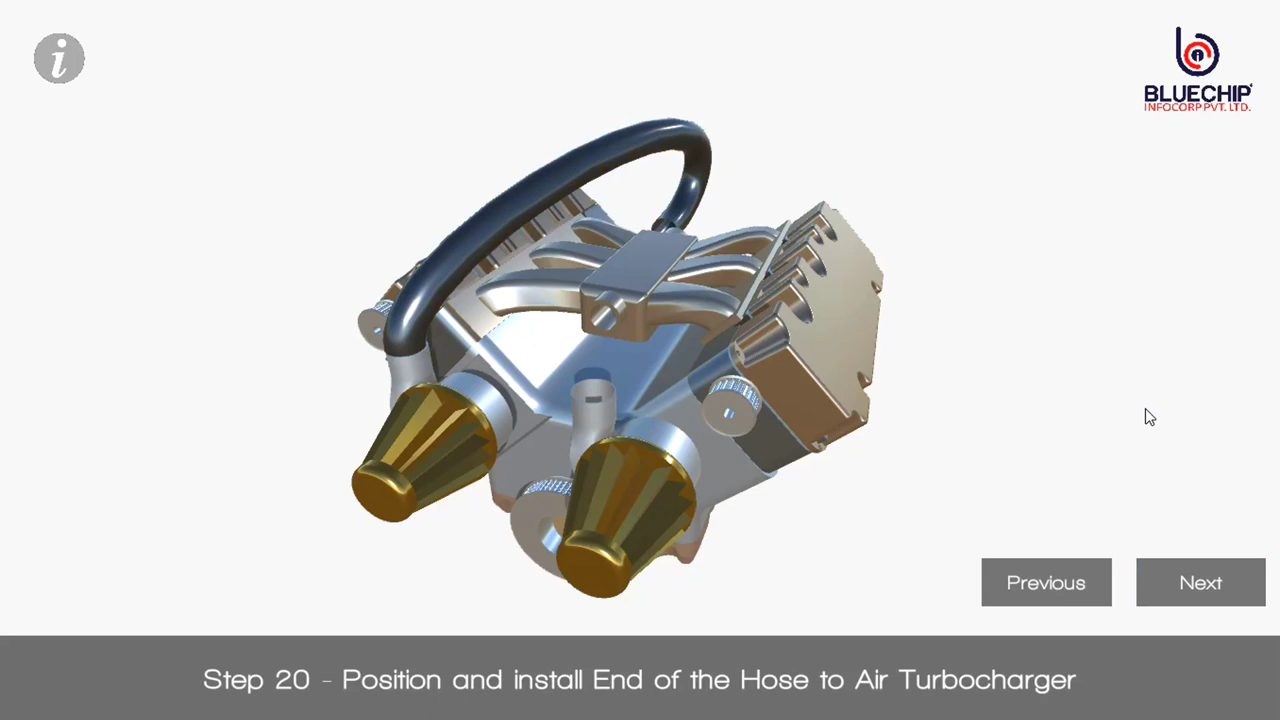 i
BLUECHIP
INFOCORP PVT. LTD.
Previous
Next
Step 20 - Position and install End of the Hose to Air Turbocharger